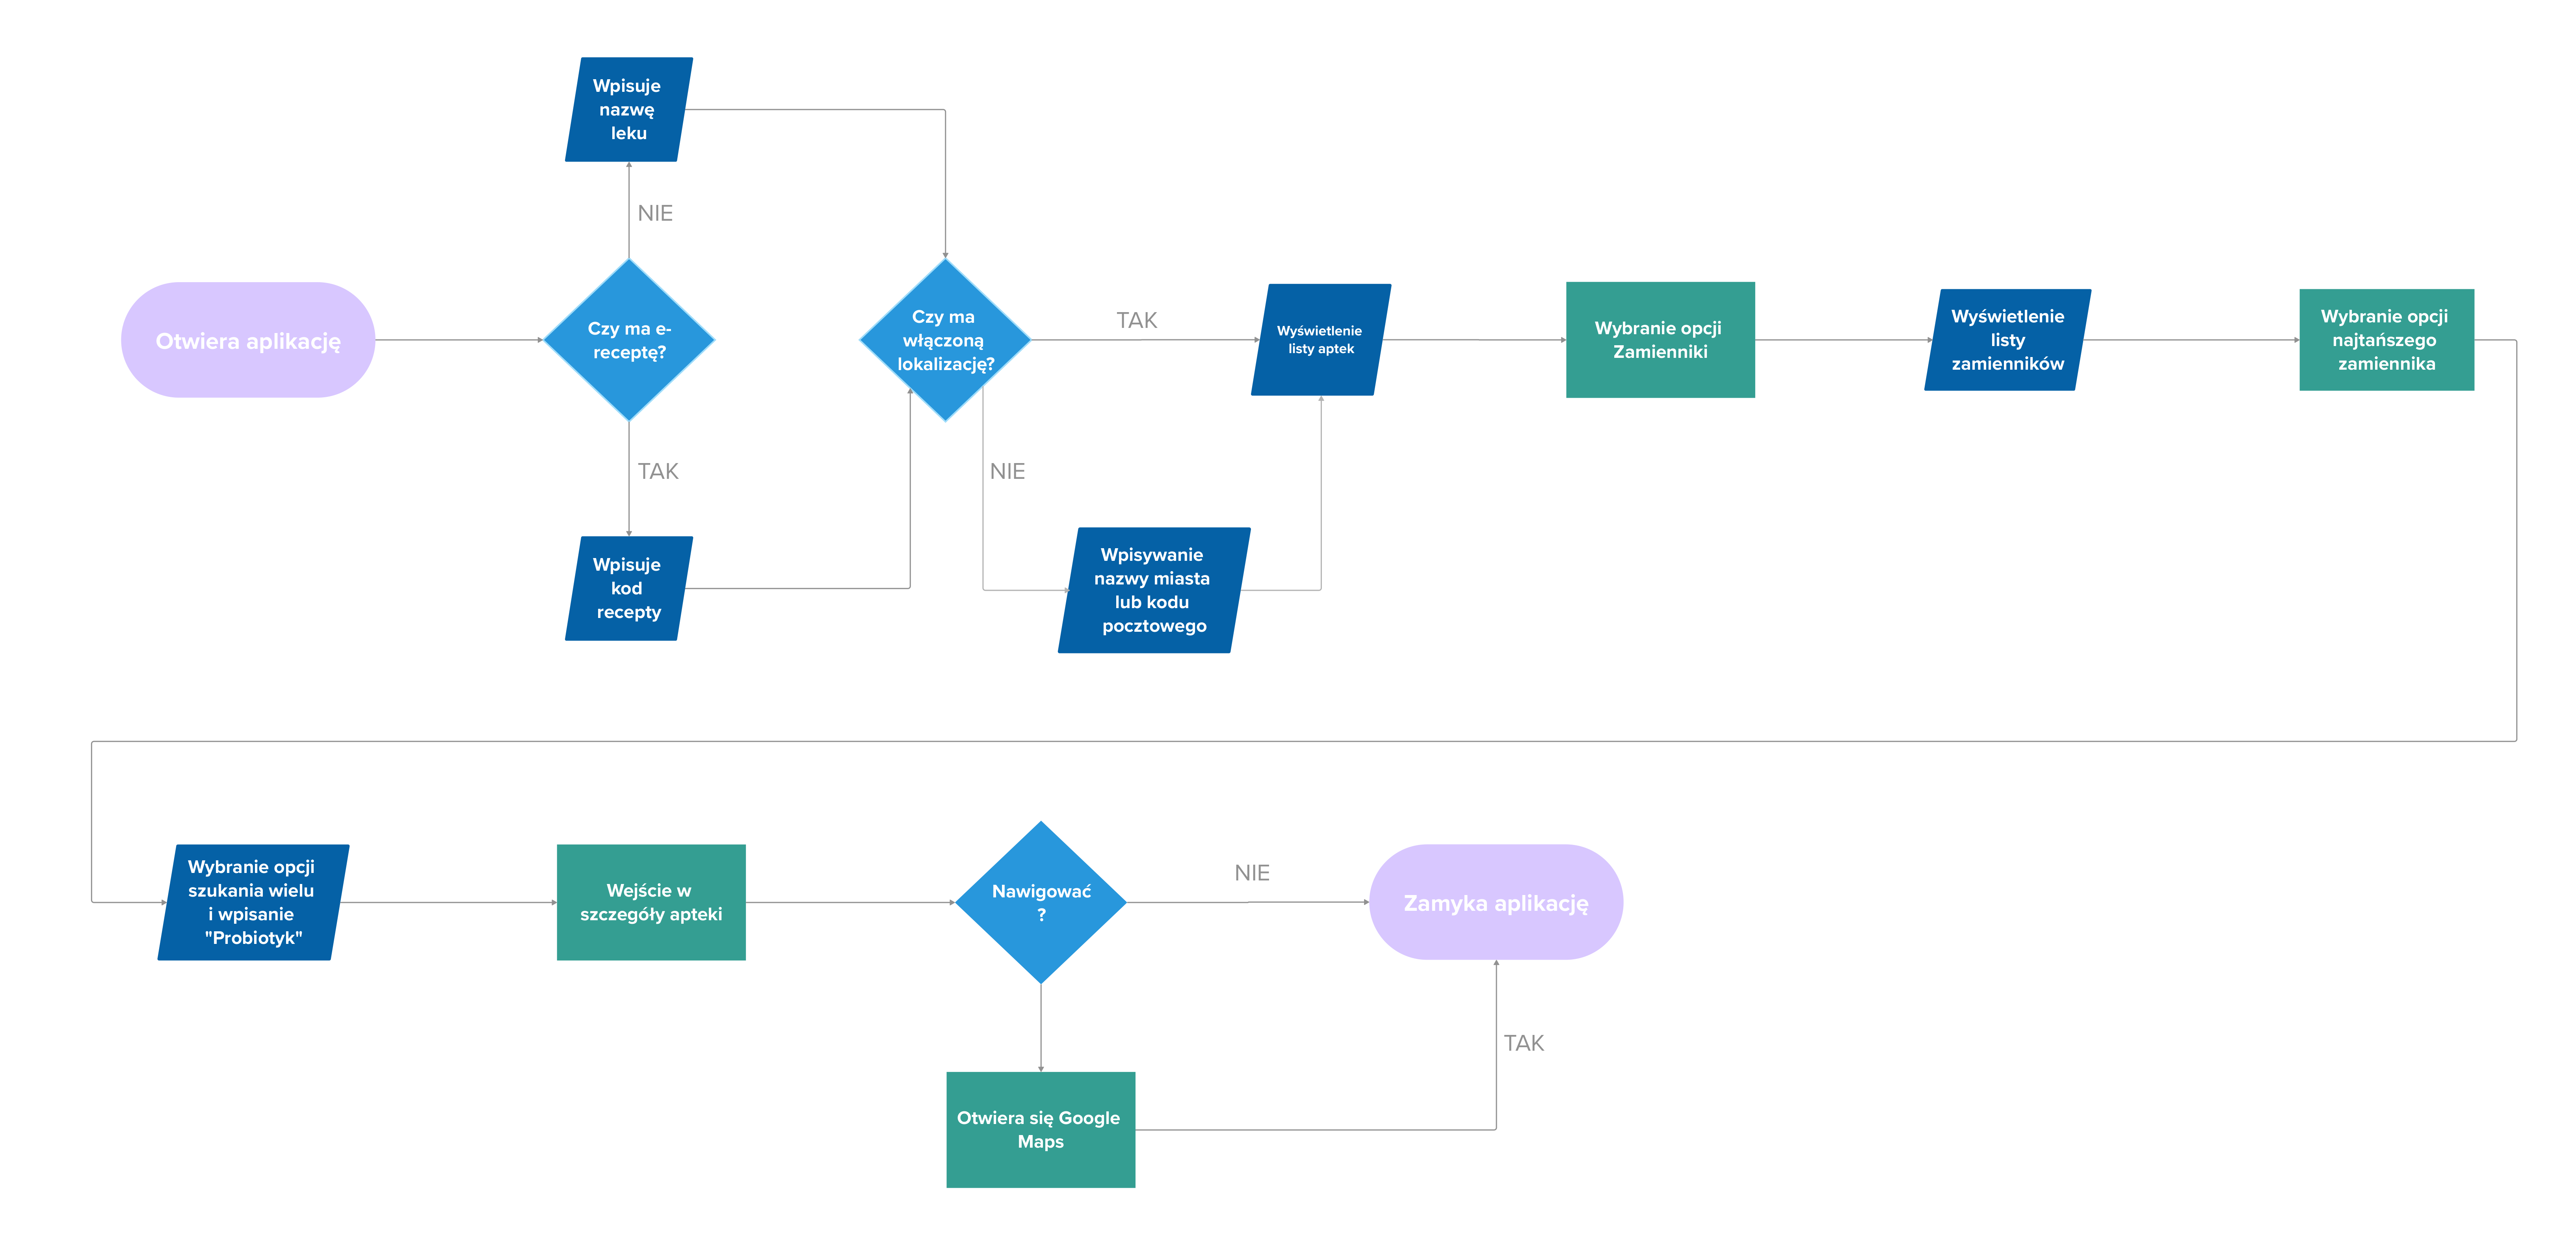 Wpisuje
nazwę
leku
NIE
Otwiera aplikację
Czy ma e-
receptę?
TAK
Wpisuje
kod
recepty
Czy ma
włączoną
lokalizację?
TAK
NIE
Wpisywanie
nazwy miasta
lub kodu
pocztowego
Wyświetlenie
listy aptek
Wybranie opcji
Zamienniki
Wyświetlenie
listy
zamienników
Wybranie opcji
najtańszego
zamiennika
Wybranie opcji
szukania wielu
i wpisanie
"Probiotyk"
Wejście w
szczegóły apteki
Nawigować
?
NIE
Zamyka aplikację
TAK
Otwiera się Google
Maps